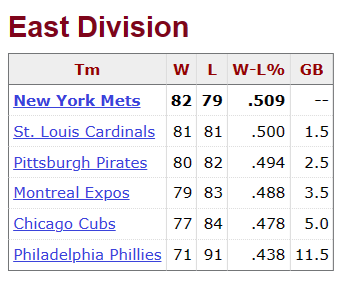 East Division
Tm W L W-L% GB
New York Mets 82 79 .509 --
St. Louis Cardinals 81 81 .500 1.5
Pittsburgh Pirates 80 82 .494 2.5
Montreal Expos 79 83 .488 3.5
Chicago Cubs 77 84 .478 5.0
Philadelphia Phillies 71 91 .438 11.5